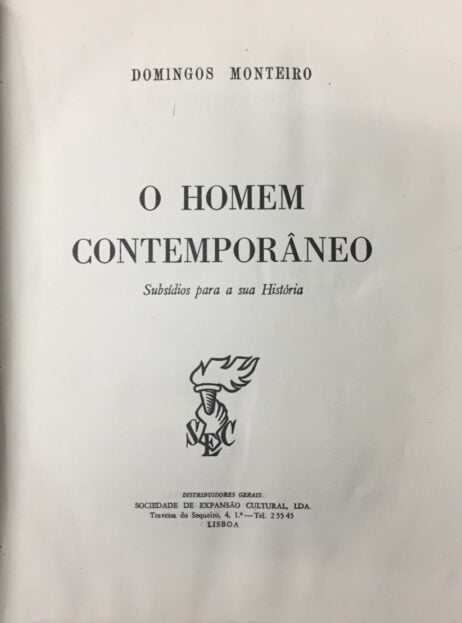 DOMINGOS MONTEIRO
O HOMEM
CONTEMPORÂNEO
Subsídios para a sua História
SEC
DISTRIBUIDORES GERAIS:
SOCIEDADE DE EXPANSÃO CULTURAL, LDA.
Travessa do Sequeiro, 4, 1.º — Tel. 2 55 45
LISBOA